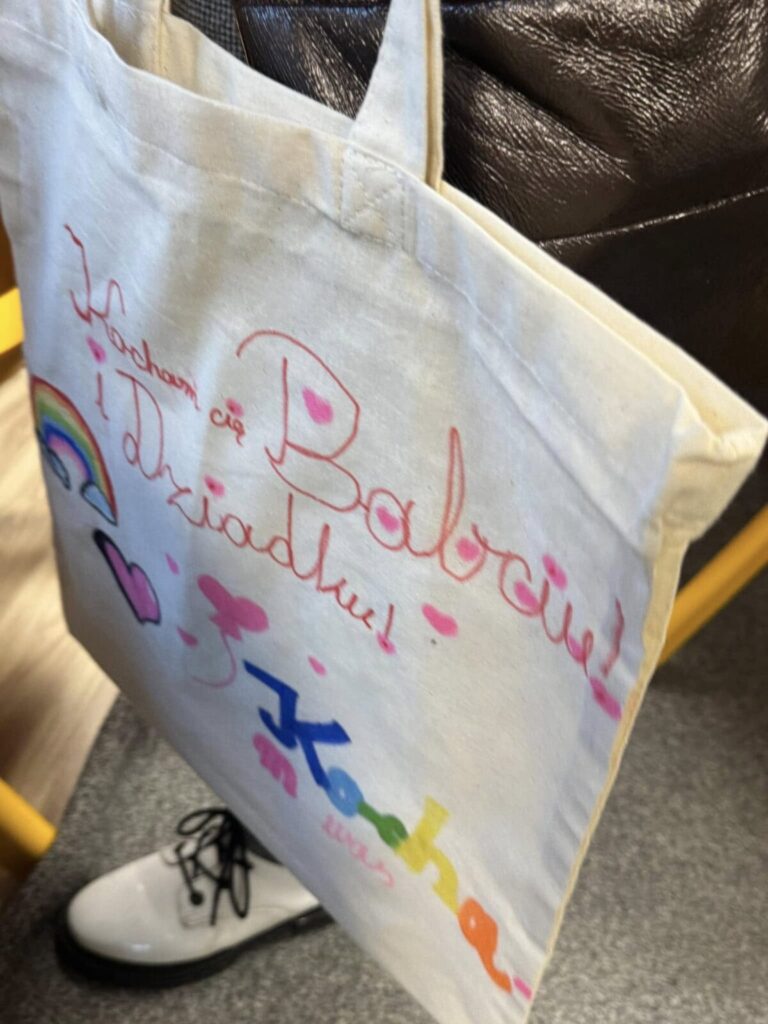 Kocham cię Babciu!
i Dziadku!
Kocha-
m was